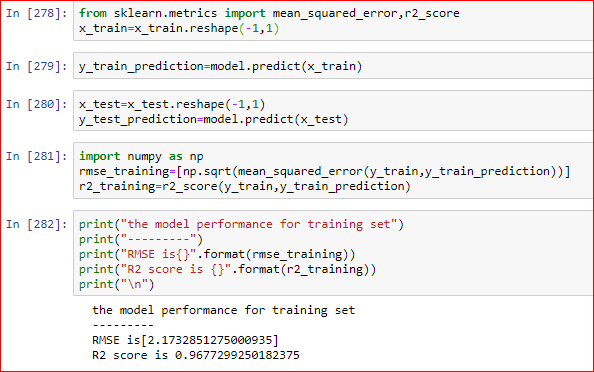 In [278]: from sklearn.metrics import mean_squared_error,r2_score
x_train=x_train.reshape(-1,1)
In [279]: y_train_prediction=model.predict(x_train)
In [280]: x_test=x_test.reshape(-1,1)
y_test_prediction=model.predict(x_test)
In [281]: import numpy as np
rmse_training=[np.sqrt(mean_squared_error(y_train,y_train_prediction))]
r2_training=r2_score(y_train,y_train_prediction)
In [282]: print("the model performance for training set")
print("---------")
print("RMSE is{}".format(rmse_training))
print("R2 score is {}".format(r2_training))
print("\n")
the model performance for training set
---------
RMSE is[2.1732851275000935]
R2 score is 0.9677299250182375